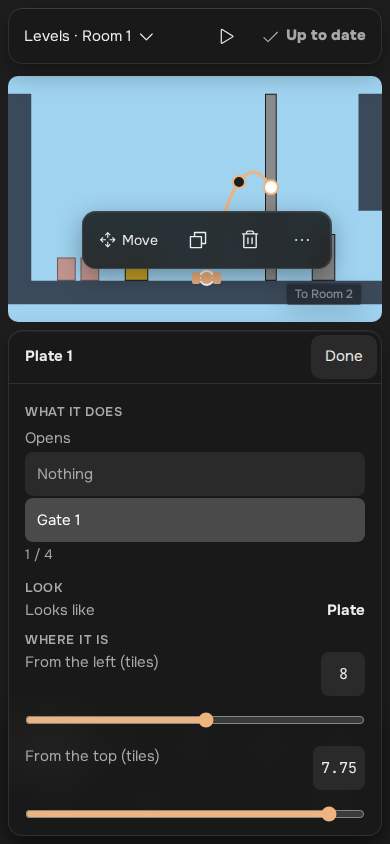 Levels · Room 1
Up to date
Move
To Room 2
Plate 1
Done
WHAT IT DOES
Opens
Nothing
Gate 1
1 / 4
LOOK
Looks like
Plate
WHERE IT IS
From the left (tiles)
8
From the top (tiles)
7.75